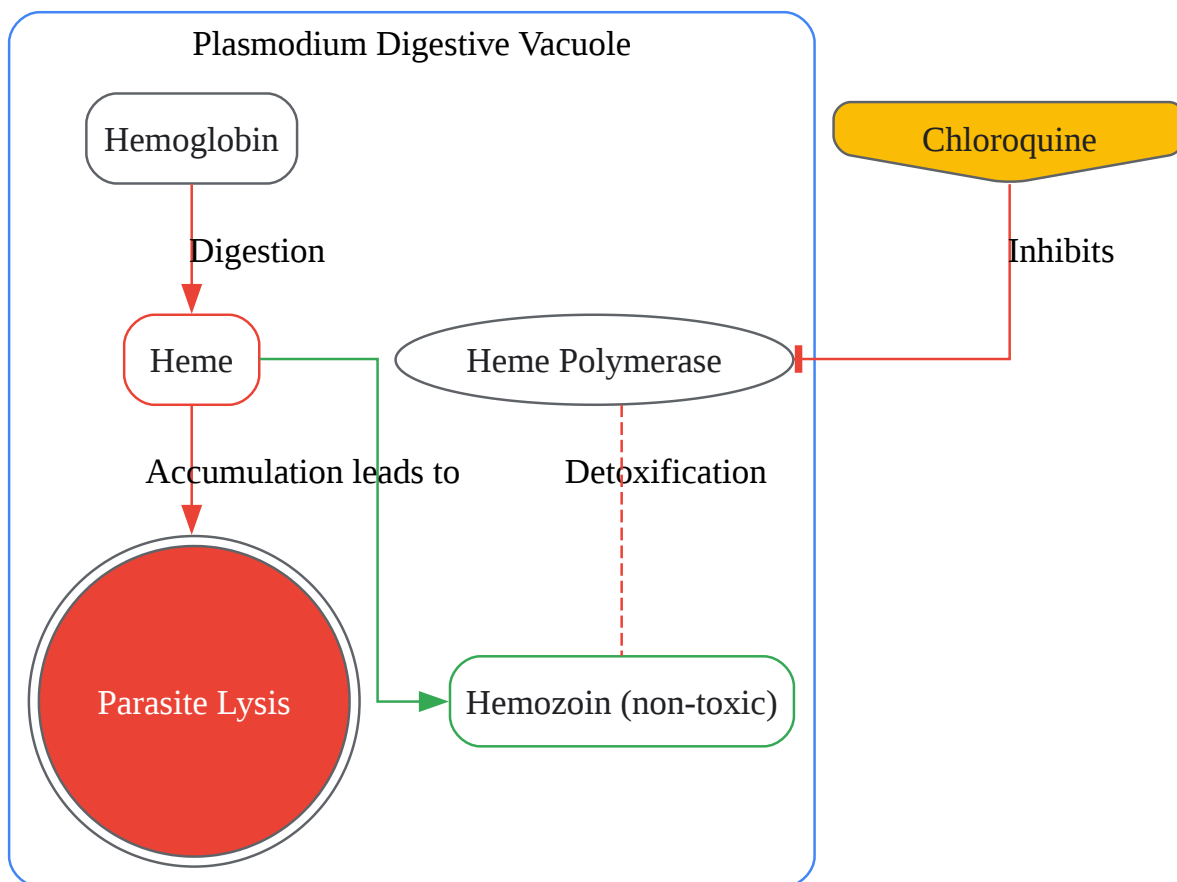 Plasmodium Digestive Vacuole
Hemoglobin
Chloroquine
Digestion
Inhibits
Heme
Heme Polymerase
Accumulation leads to
Detoxification
Parasite Lysis
Hemozoin (non-toxic)